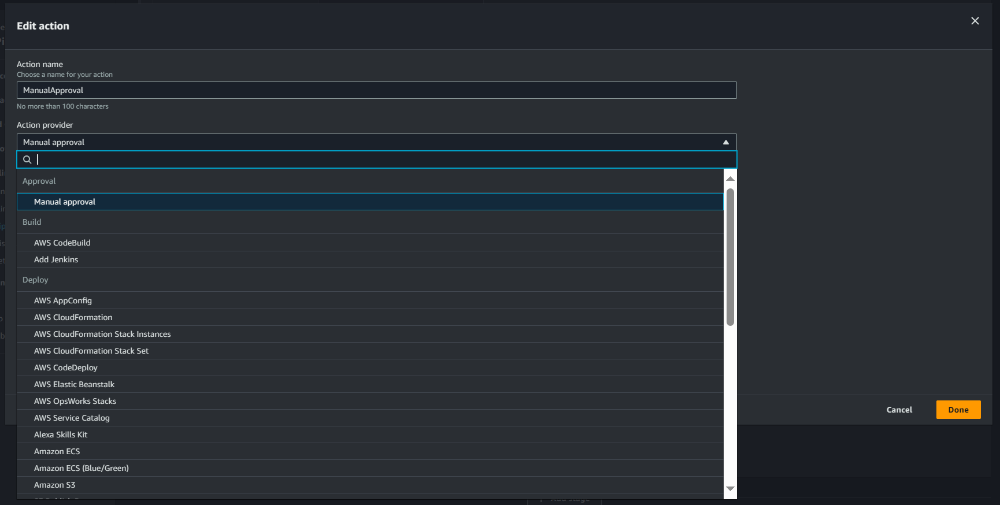 Edit action
Action name
Choose a name for your action
ManualApproval
No more than 100 characters
Action provider
Manual approval
Approval
Manual approval
Build
AWS CodeBuild
Add Jenkins
Deploy
AWS AppConfig
AWS CloudFormation
AWS CloudFormation Stack Instances
AWS CloudFormation Stack Set
AWS CodeDeploy
AWS Elastic Beanstalk
AWS OpsWorks Stacks
AWS Service Catalog
Alexa Skills Kit
Amazon ECS
Amazon ECS (Blue/Green)
Amazon S3
Cancel
Done
Add stage